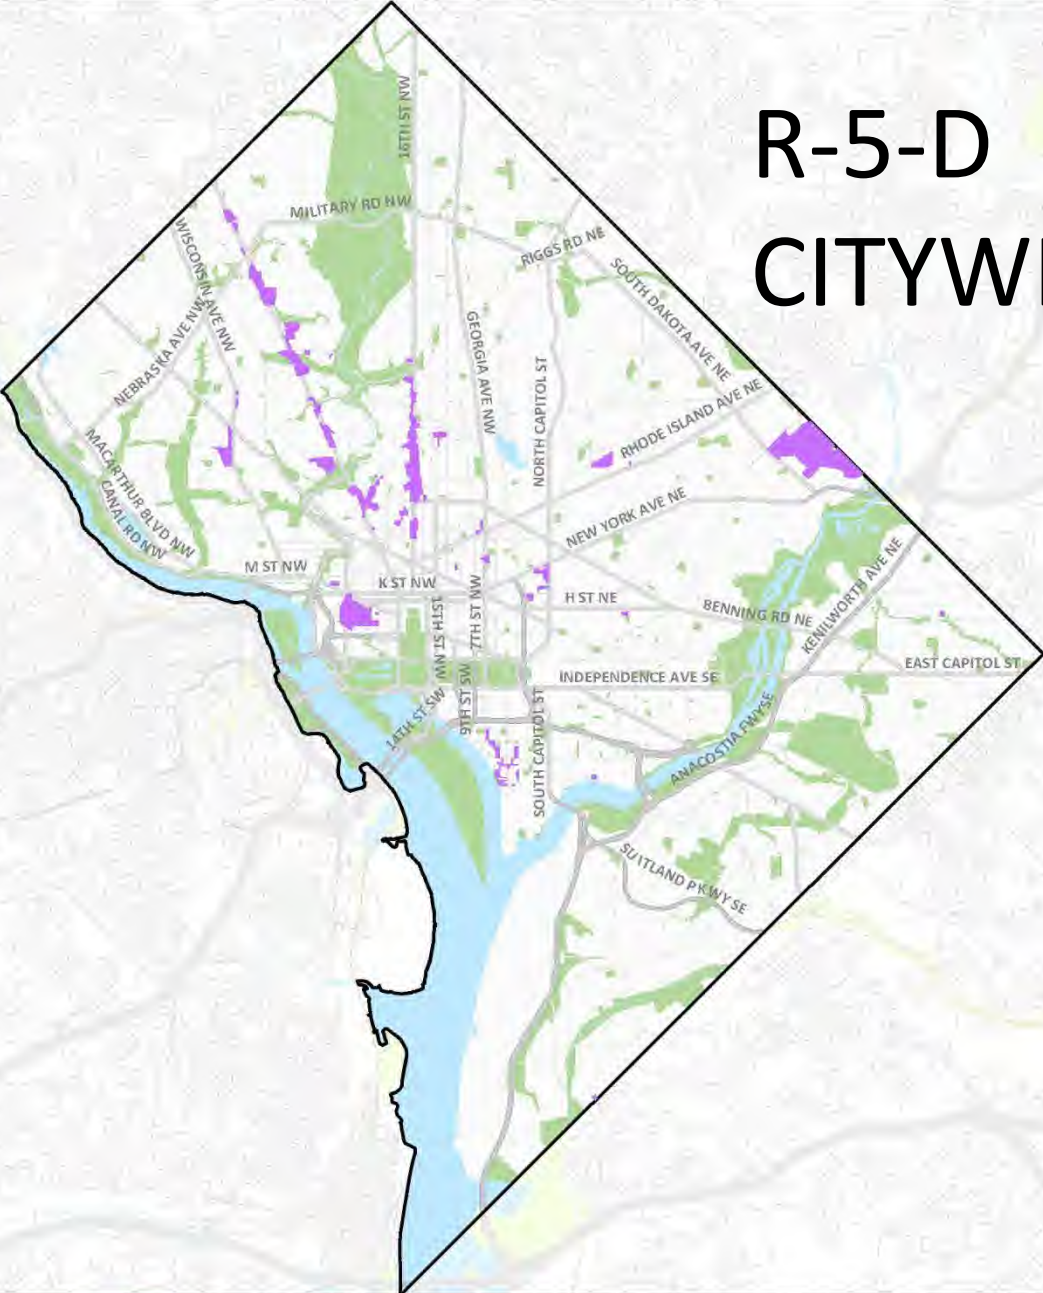 R-5-D
CITYWI
16TH ST NW
MILITARY RD NW
WISCONSIN AVE NW
RIGGS RD NE
SOUTH DAKOTA AVE NE
NEBRASKA AVE NW
GEORGIA AVE NW
NORTH CAPITOL ST
RHODE ISLAND AVE NE
MACARTHUR BLVD NW
CANAL RD NW
NEW YORK AVE NE
M ST NW
K ST NW
15TH ST NW
7TH ST NW
H ST NE
BENNING RD NE
KENILWORTH AVE NE
EAST CAPITOL ST
INDEPENDENCE AVE SE
14TH ST SW
9TH ST SW
SOUTH CAPITOL ST
ANACOSTIA FWY SE
SUITLAND PKWY SE